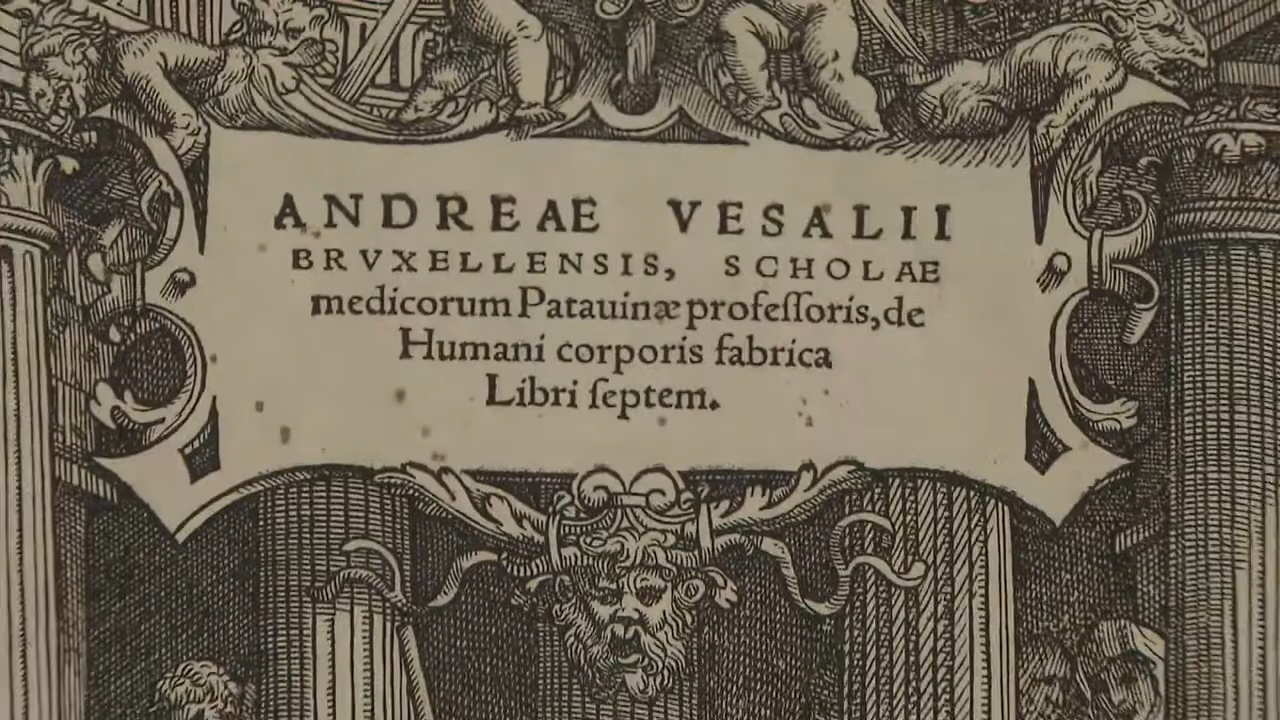 ANDREAE VESALII
BRVXELLENSIS, SCHOLAE
medicorum Patauinæ profeſſoris, de
Humani corporis fabrica
Libri ſeptem.